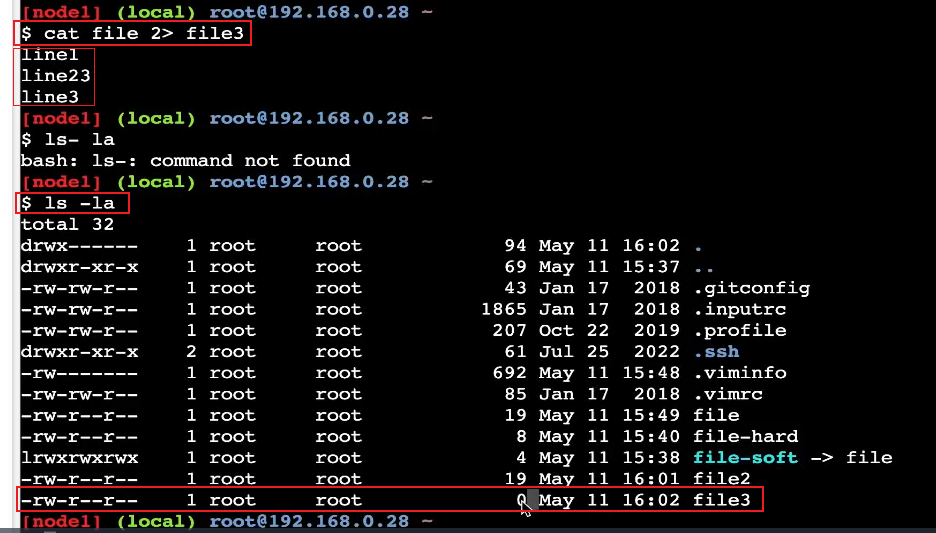 [node1] (local) root@192.168.0.28 ~
$ cat file 2> file3
line1
line23
line3
[node1] (local) root@192.168.0.28 ~
$ ls- la
bash: ls-: command not found
[node1] (local) root@192.168.0.28 ~
$ ls -la
total 32
drwx------ 1 root root 94 May 11 16:02 .
drwxr-xr-x 1 root root 69 May 11 15:37 ..
-rw-rw-r-- 1 root root 43 Jan 17 2018 .gitconfig
-rw-rw-r-- 1 root root 1865 Jan 17 2018 .inputrc
-rw-rw-r-- 1 root root 207 Oct 22 2019 .profile
drwxr-xr-x 2 root root 61 Jul 25 2022 .ssh
-rw------- 1 root root 692 May 11 15:48 .viminfo
-rw-rw-r-- 1 root root 85 Jan 17 2018 .vimrc
-rw-r--r-- 1 root root 19 May 11 15:49 file
-rw-r--r-- 1 root root 8 May 11 15:40 file-hard
lrwxrwxrwx 1 root root 4 May 11 15:38 file-soft -> file
-rw-r--r-- 1 root root 19 May 11 16:01 file2
-rw-r--r-- 1 root root 0 May 11 16:02 file3
[node1] (local) root@192.168.0.28 ~